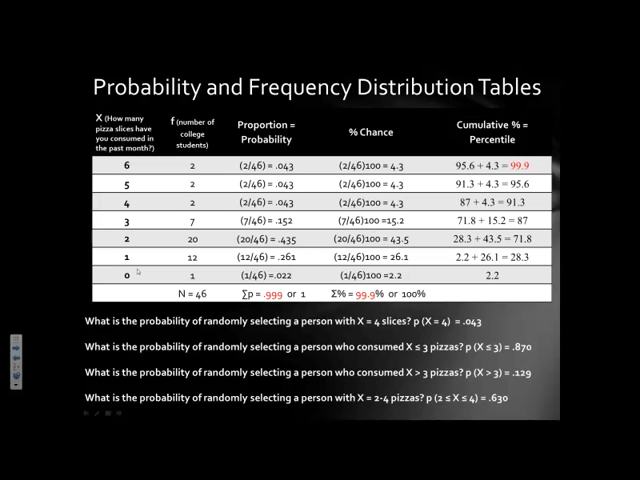 Probability and Frequency Distribution Tables
X (How many pizza slices have you consumed in the past month?) f (number of college students) Proportion = Probability % Chance Cumulative % = Percentile
6 2 (2/46) = .043 (2/46)100 = 4.3 95.6 + 4.3 = 99.9
5 2 (2/46) = .043 (2/46)100 = 4.3 91.3 + 4.3 = 95.6
4 2 (2/46) = .043 (2/46)100 = 4.3 87 + 4.3 = 91.3
3 7 (7/46) = .152 (7/46)100 =15.2 71.8 + 15.2 = 87
2 20 (20/46) = .435 (20/46)100 = 43.5 28.3 + 43.5 = 71.8
1 12 (12/46) = .261 (12/46)100 = 26.1 2.2 + 26.1 = 28.3
0 1 (1/46) =.022 (1/46)100 =2.2 2.2
N = 46 ∑p = .999 or 1 Σ% = 99.9% or 100%
What is the probability of randomly selecting a person with X = 4 slices? p (X = 4) = .043
What is the probability of randomly selecting a person who consumed X ≤ 3 pizzas? p (X ≤ 3) = .870
What is the probability of randomly selecting a person who consumed X > 3 pizzas? p (X > 3) = .129
What is the probability of randomly selecting a person with X = 2-4 pizzas? p (2 ≤ X ≤ 4) = .630